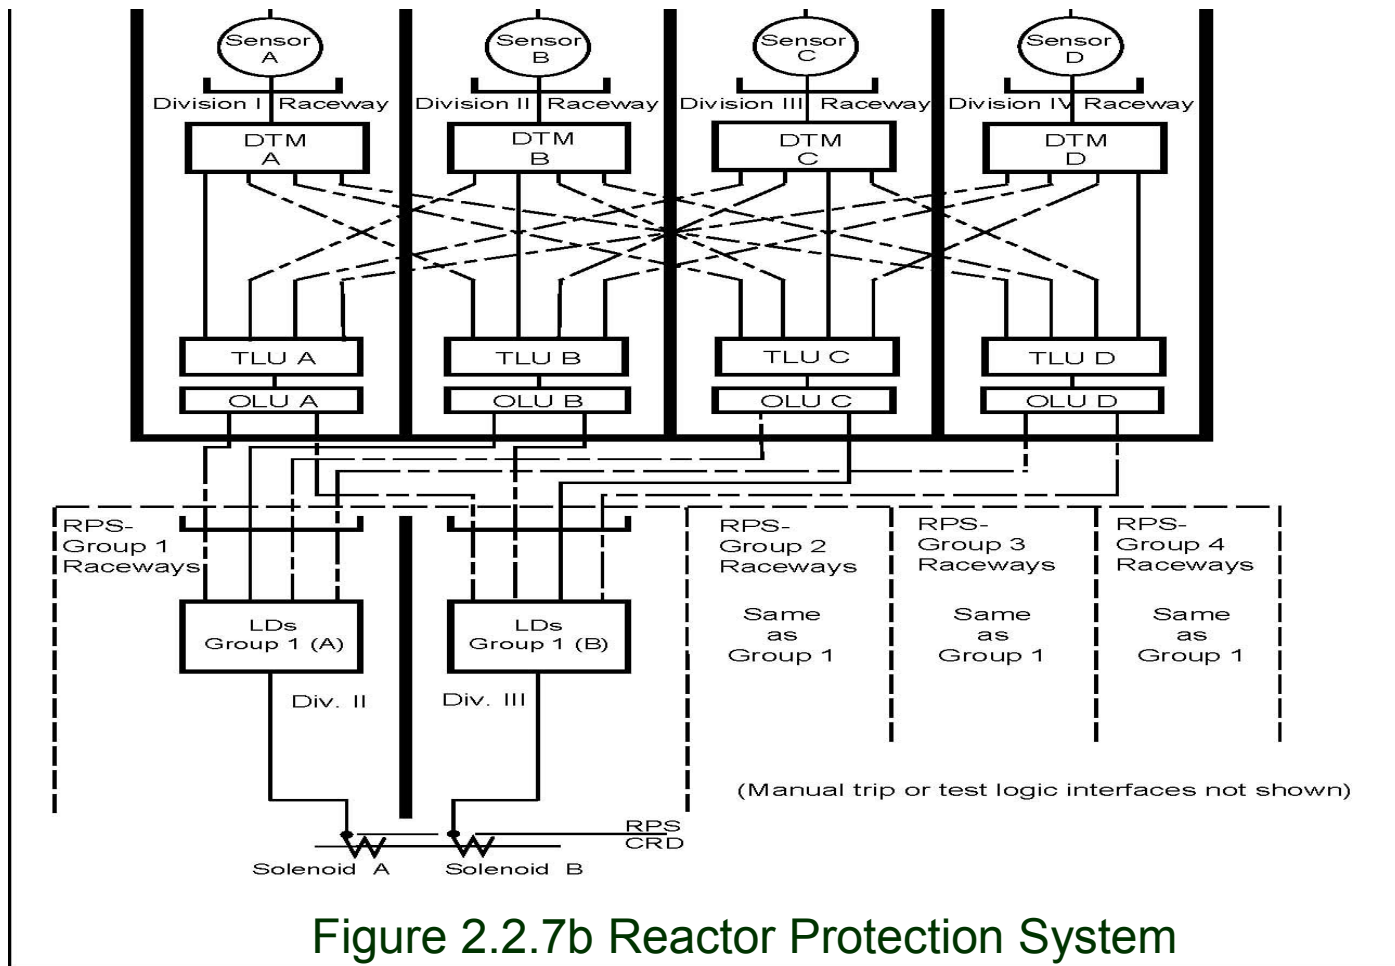 Sensor A
Sensor B
Sensor C
Sensor D
Division I Raceway
Division II Raceway
Division III Raceway
Division IV Raceway
DTM A
DTM B
DTM C
DTM D
TLU A
TLU B
TLU C
TLU D
OLU A
OLU B
OLU C
OLU D
RPS-
Group 1
Raceways
RPS-
Group 2
Raceways
RPS-
Group 3
Raceways
RPS-
Group 4
Raceways
LDs
Group 1 (A)
LDs
Group 1 (B)
Same
as
Group 1
Same
as
Group 1
Same
as
Group 1
Div. II
Div. III
(Manual trip or test logic interfaces not shown)
RPS
CRD
Solenoid A
Solenoid B
Figure 2.2.7b Reactor Protection System